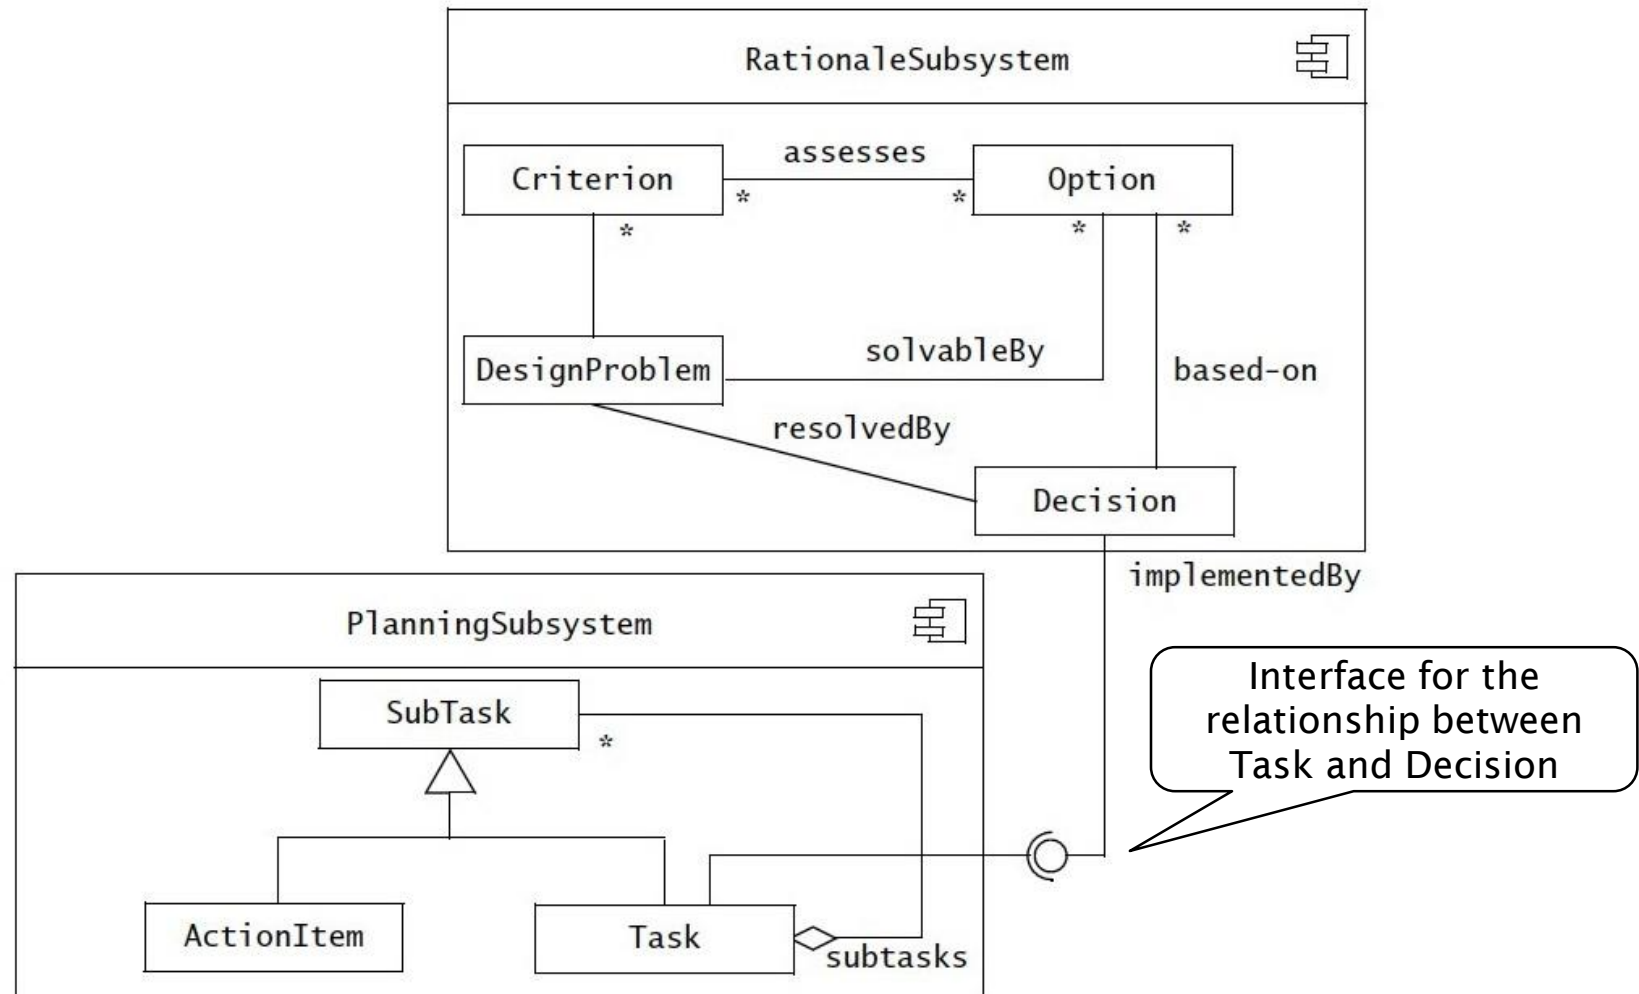 RationaleSubsystem
assesses
Criterion
Option
*
*
*
*
*
solvableBy
DesignProblem
based-on
resolvedBy
Decision
implementedBy
PlanningSubsystem
Interface for the
relationship between
Task and Decision
SubTask
*
ActionItem
Task
subtasks